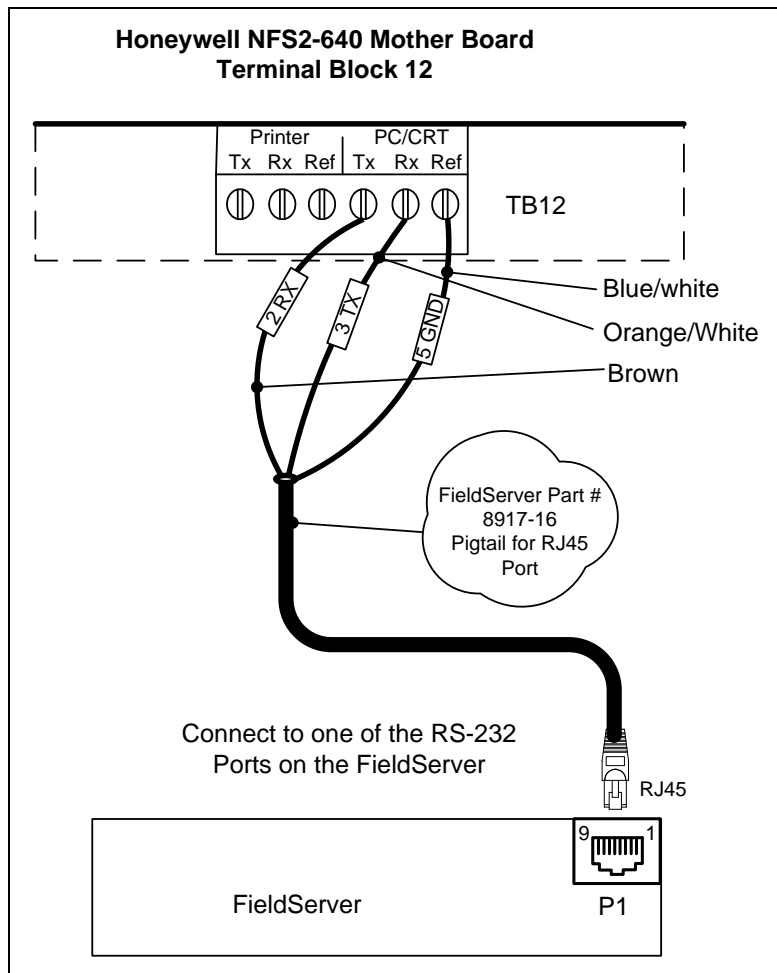 Honeywell NFS2-640 Mother Board
Terminal Block 12
Printer PC/CRT
Tx Rx Ref Tx Rx Ref
TB12
Blue/white
Orange/White
Brown
2 RX
3 TX
5 GND
FieldServer Part #
8917-16
Pigtail for RJ45
Port
Connect to one of the RS-232
Ports on the FieldServer
RJ45
9 1
FieldServer
P1